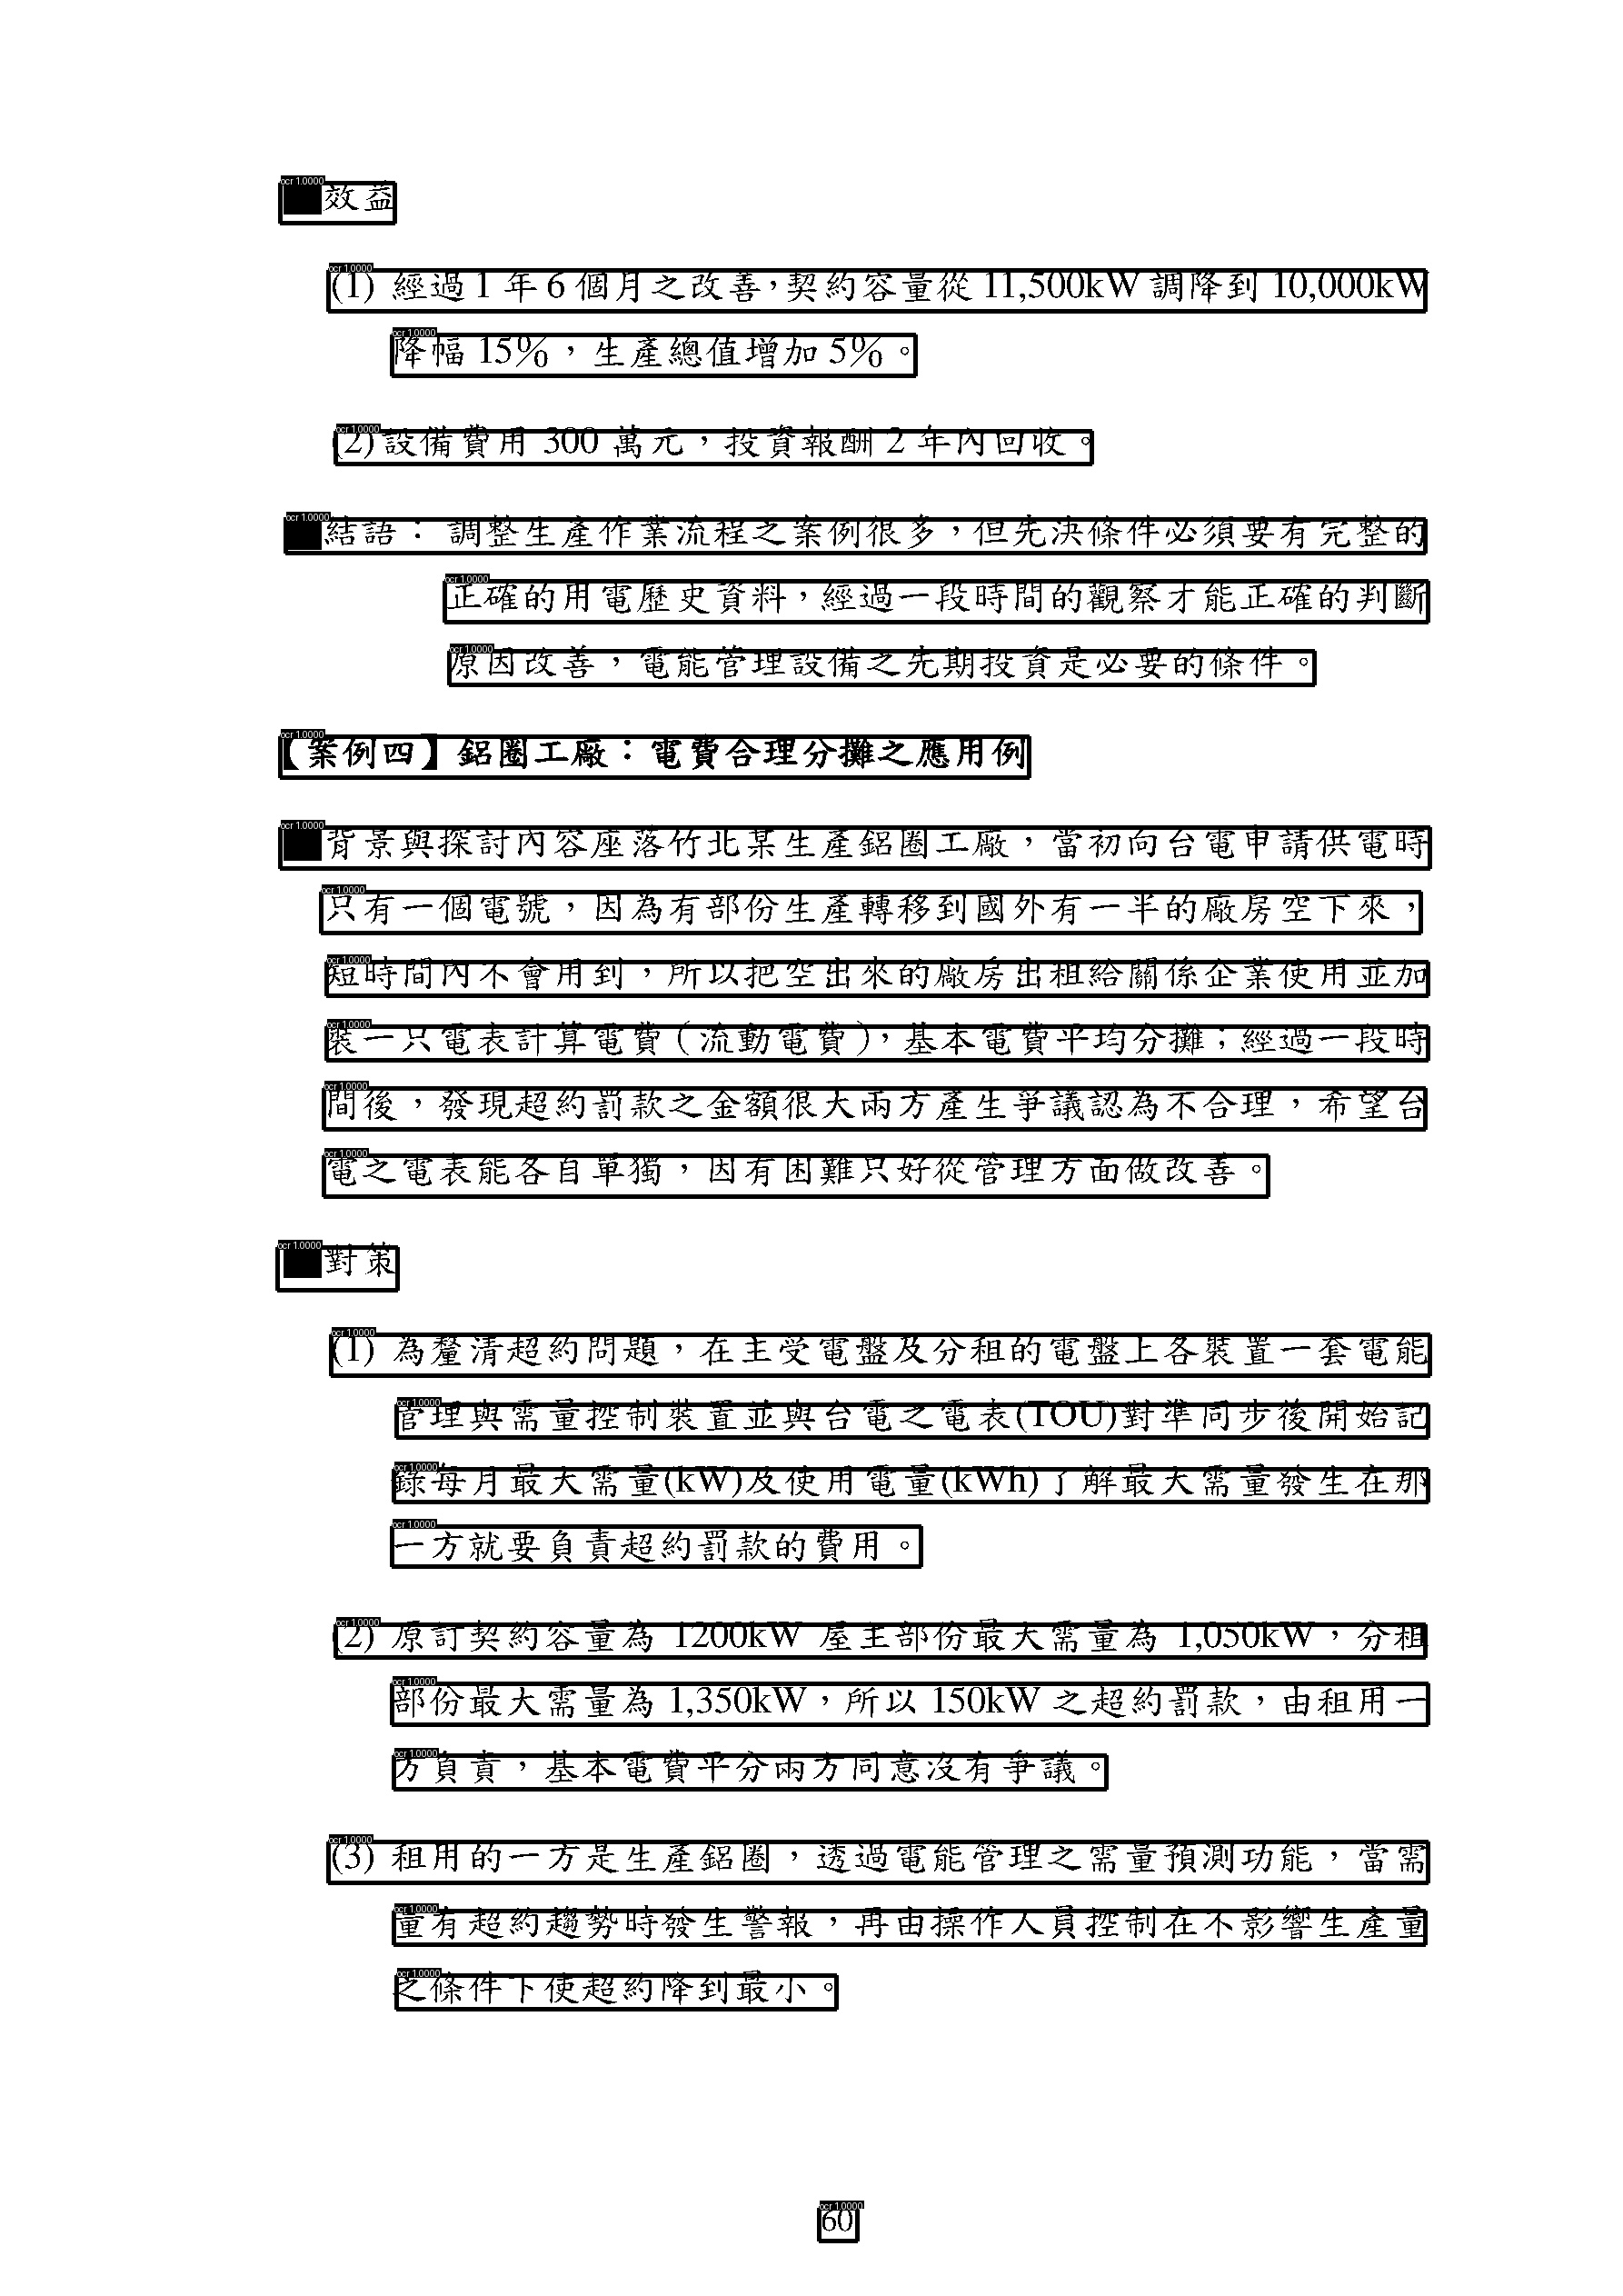 ■效益
(1) 經過1年6個月之改善，契約容量從11,500kW調降到10,000kW
降幅15%，生產總值增加5%。
(2)設備費用300萬元，投資報酬2年內回收。
■結語：調整生產作業流程之案例很多，但先決條件必須要有完整的
正確的用電歷史資料，經過一段時間的觀察才能正確的判斷
原因改善，電能管理設備之先期投資是必要的條件。
【案例四】鋁圈工廠：電費合理分攤之應用例
■背景與探討內容座落竹北某生產鋁圈工廠，當初向台電申請供電時
只有一個電號，因為有部份生產轉移到國外有一半的廠房空下來，
短時間內不會用到，所以把空出來的廠房出租給關係企業使用並加
裝一只電表計算電費（流動電費），基本電費平均分攤；經過一段時
間後，發現超約罰款之金額很大兩方產生爭議認為不合理，希望台
電之電表能各自單獨，因有困難只好從管理方面做改善。
■對策
(1) 為釐清超約問題，在主受電盤及分租的電盤上各裝置一套電能
管理與需量控制裝置並與台電之電表(TOU)對準同步後開始記
錄每月最大需量(kW)及使用電量(kWh)了解最大需量發生在那
一方就要負責超約罰款的費用。
(2) 原訂契約容量為 1200kW 屋主部份最大需量為 1,050kW，分租
部份最大需量為 1,350kW，所以 150kW 之超約罰款，由租用一
方負責，基本電費平分兩方同意沒有爭議。
(3) 租用的一方是生產鋁圈，透過電能管理之需量預測功能，當需
量有超約趨勢時發生警報，再由操作人員控制在不影響生產量
之條件下使超約降到最小。
60